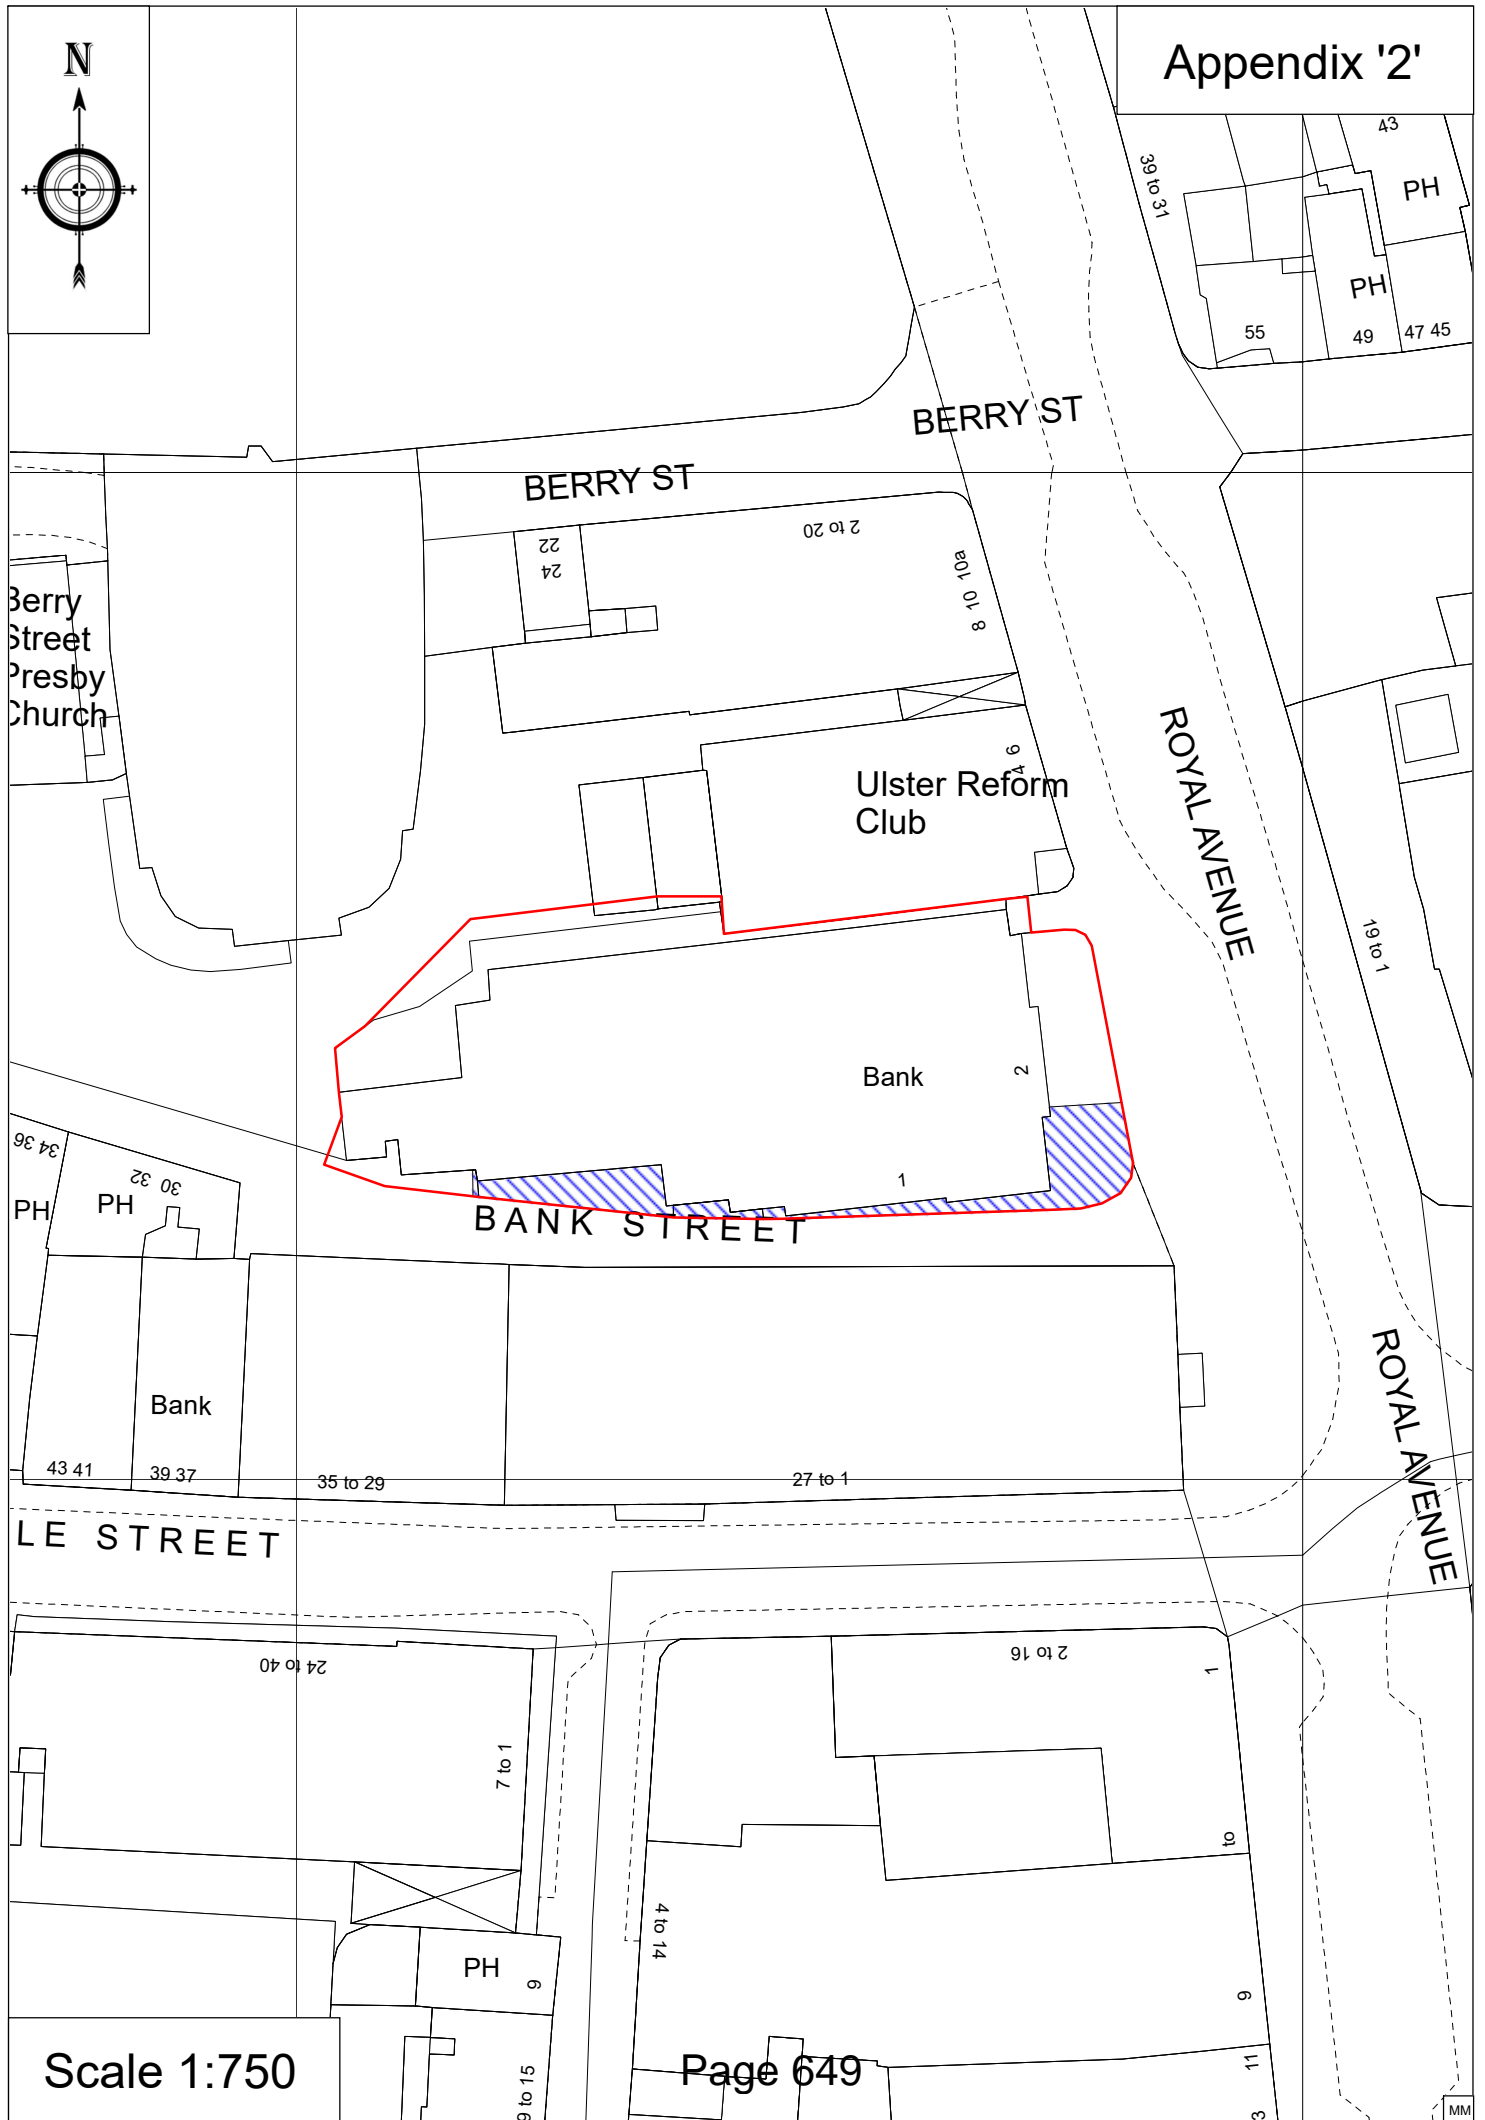 N
Appendix '2'
43
PH
39 to 31
PH
55
49
47 45
BERRY ST
BERRY ST
2 to 20
22
24
8 10 10a
Berry
Street
Presby
Church
ROYAL AVENUE
4 6
Ulster Reform
Club
19 to 1
Bank
2
1
34 36
30 32
PH
PH
BANK STREET
ROYAL AVENUE
Bank
43 41
39 37
35 to 29
27 to 1
LE STREET
24 to 40
2 to 16
1
7 to 1
to
4 to 14
PH
9
9
11
3
Scale 1:750
9 to 15
Page 649
MM